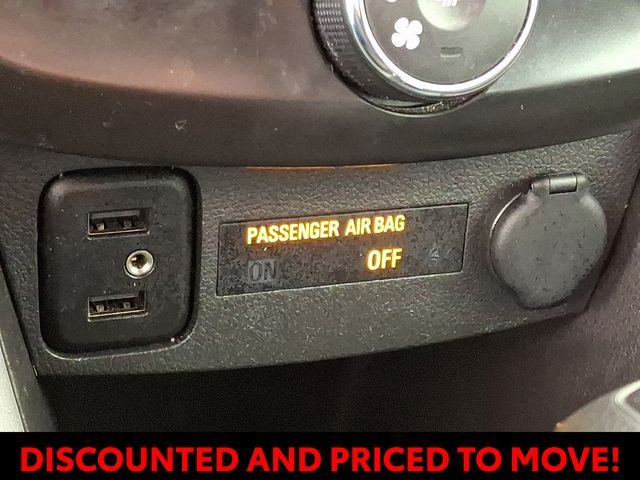 PASSENGER AIR BAG
ON OFF
DISCOUNTED AND PRICED TO MOVE!